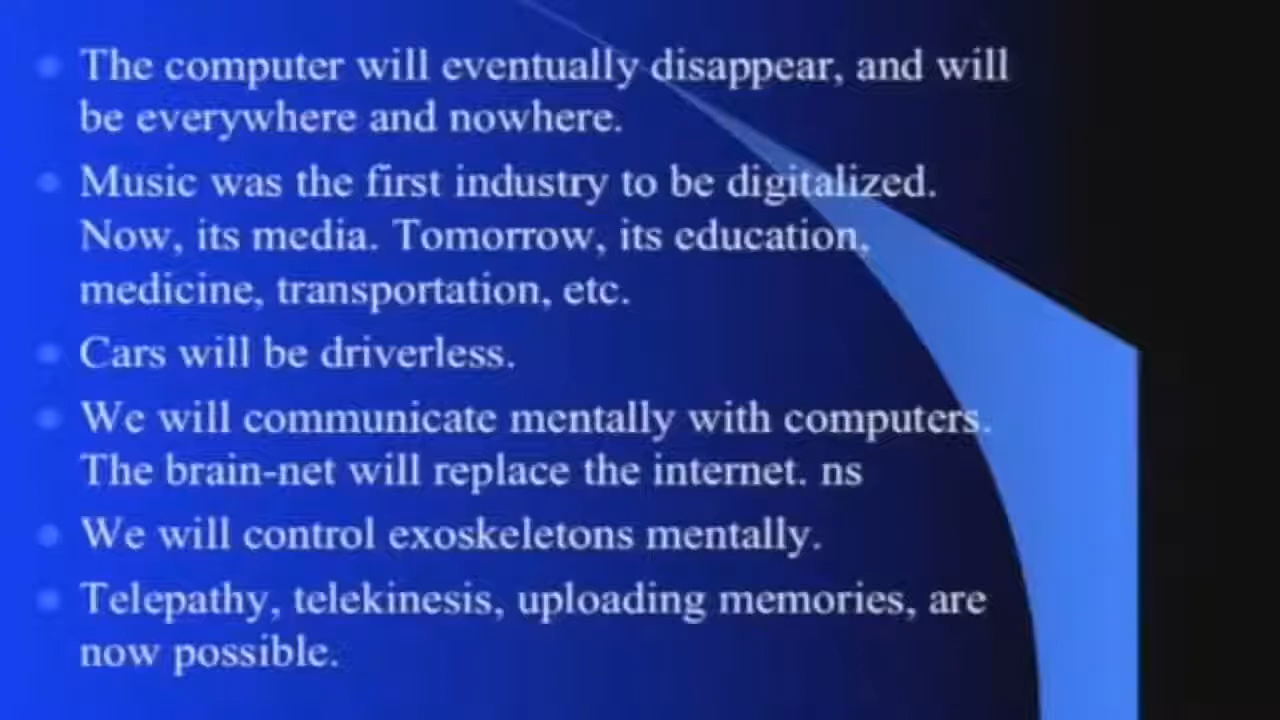 The computer will eventually disappear, and will
be everywhere and nowhere.
Music was the first industry to be digitalized.
Now, its media. Tomorrow, its education,
medicine, transportation, etc.
Cars will be driverless.
We will communicate mentally with computers.
The brain-net will replace the internet. ns
We will control exoskeletons mentally.
Telepathy, telekinesis, uploading memories, are
now possible.